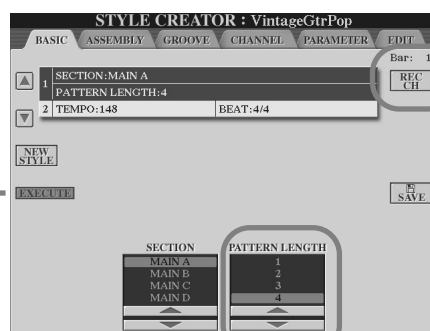 STYLE CREATOR : VintageGtrPop
BASIC ASSEMBLY GROOVE CHANNEL PARAMETER EDIT
Bar: 1
1 SECTION:MAIN A
PATTERN LENGTH:4
REC
CH
2 TEMPO:148 BEAT:4/4
NEW
STYLE
EXECUTE
SAVE
SECTION PATTERN LENGTH
MAIN A 1
MAIN B 2
MAIN C 3
MAIN D 4